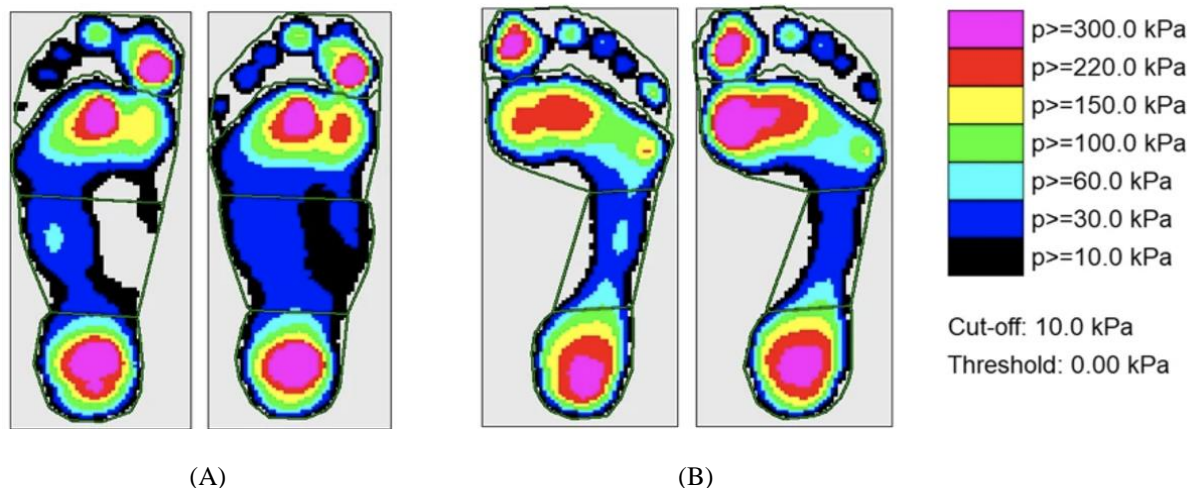 p>=300.0 kPa
p>=220.0 kPa
p>=150.0 kPa
p>=100.0 kPa
p>=60.0 kPa
p>=30.0 kPa
p>=10.0 kPa
Cut-off: 10.0 kPa
Threshold: 0.00 kPa
(A)
(B)